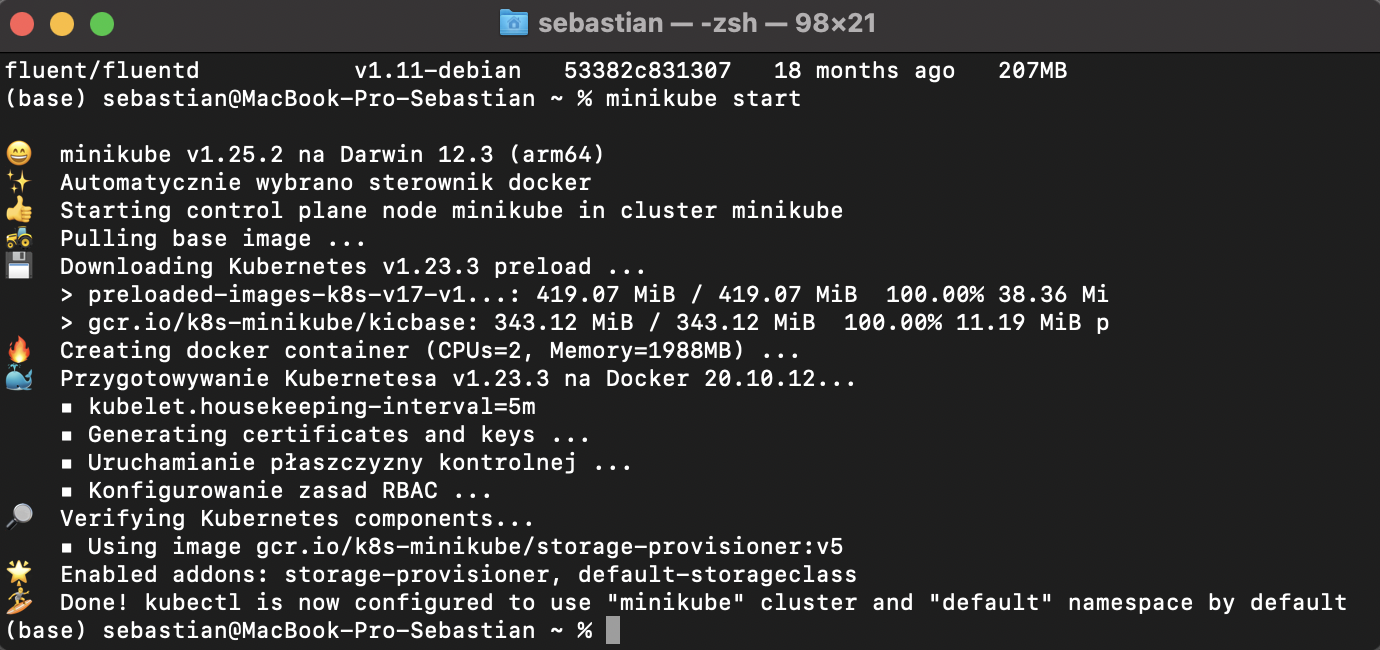 sebastian — -zsh — 98×21
fluent/fluentd v1.11-debian 53382c831307 18 months ago 207MB
(base) sebastian@MacBook-Pro-Sebastian ~ % minikube start
😄 minikube v1.25.2 na Darwin 12.3 (arm64)
✨ Automatycznie wybrano sterownik docker
👍 Starting control plane node minikube in cluster minikube
🚜 Pulling base image ...
💾 Downloading Kubernetes v1.23.3 preload ...
> preloaded-images-k8s-v17-v1...: 419.07 MiB / 419.07 MiB 100.00% 38.36 Mi
> gcr.io/k8s-minikube/kicbase: 343.12 MiB / 343.12 MiB 100.00% 11.19 MiB p
🔥 Creating docker container (CPUs=2, Memory=1988MB) ...
🐳 Przygotowywanie Kubernetesa v1.23.3 na Docker 20.10.12...
▪ kubelet.housekeeping-interval=5m
▪ Generating certificates and keys ...
▪ Uruchamianie płaszczyzny kontrolnej ...
▪ Konfigurowanie zasad RBAC ...
🔎 Verifying Kubernetes components...
▪ Using image gcr.io/k8s-minikube/storage-provisioner:v5
🌟 Enabled addons: storage-provisioner, default-storageclass
🏄 Done! kubectl is now configured to use "minikube" cluster and "default" namespace by default
(base) sebastian@MacBook-Pro-Sebastian ~ %